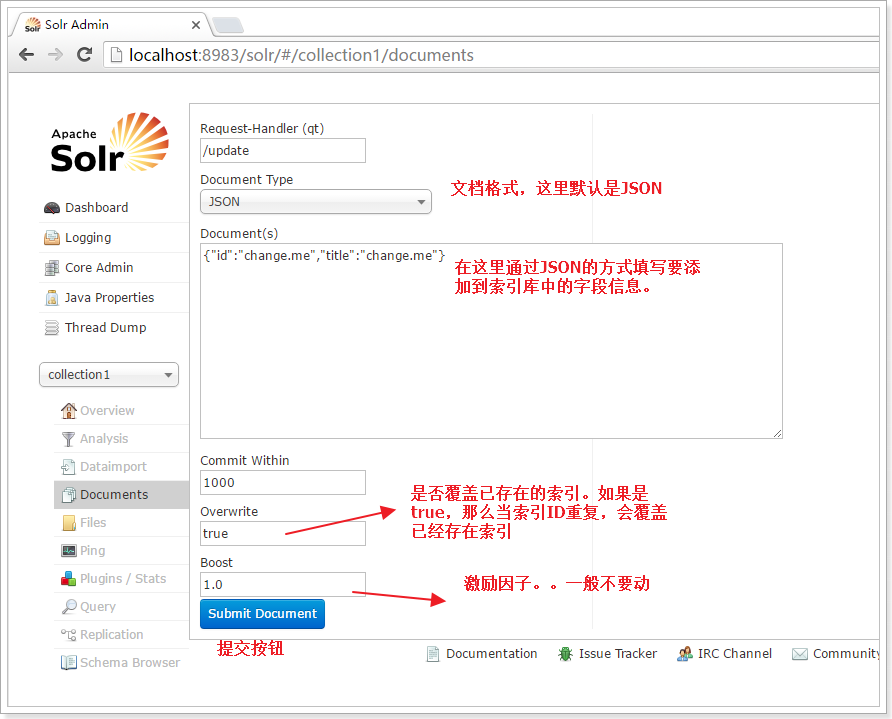 Solr Admin
localhost:8983/solr/#/collection1/documents
Apache
Solr
Dashboard
Logging
Core Admin
Java Properties
Thread Dump
collection1
Overview
Analysis
Dataimport
Documents
Files
Ping
Plugins / Stats
Query
Replication
Schema Browser
Request-Handler (qt)
/update
Document Type
JSON
文档格式，这里默认是JSON
Document(s)
{"id":"change.me","title":"change.me"}
在这里通过JSON的方式填写要添
加到索引库中的字段信息。
Commit Within
1000
Overwrite
true
是否覆盖已存在的索引。如果是
true，那么当索引ID重复，会覆盖
已经存在索引
Boost
1.0
激励因子。。一般不要动
Submit Document
提交按钮
Documentation
Issue Tracker
IRC Channel
Community